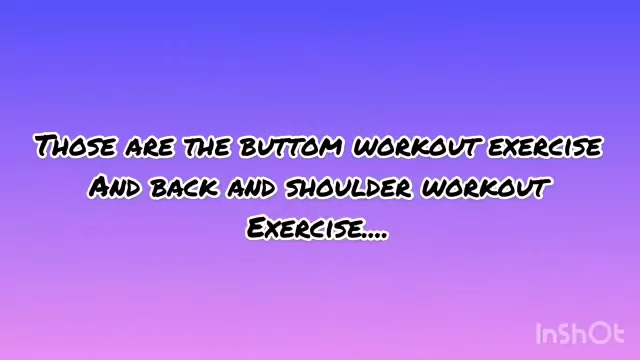 Those are the buttom workout exercise
And back and shoulder workout
Exercise....
InShOt